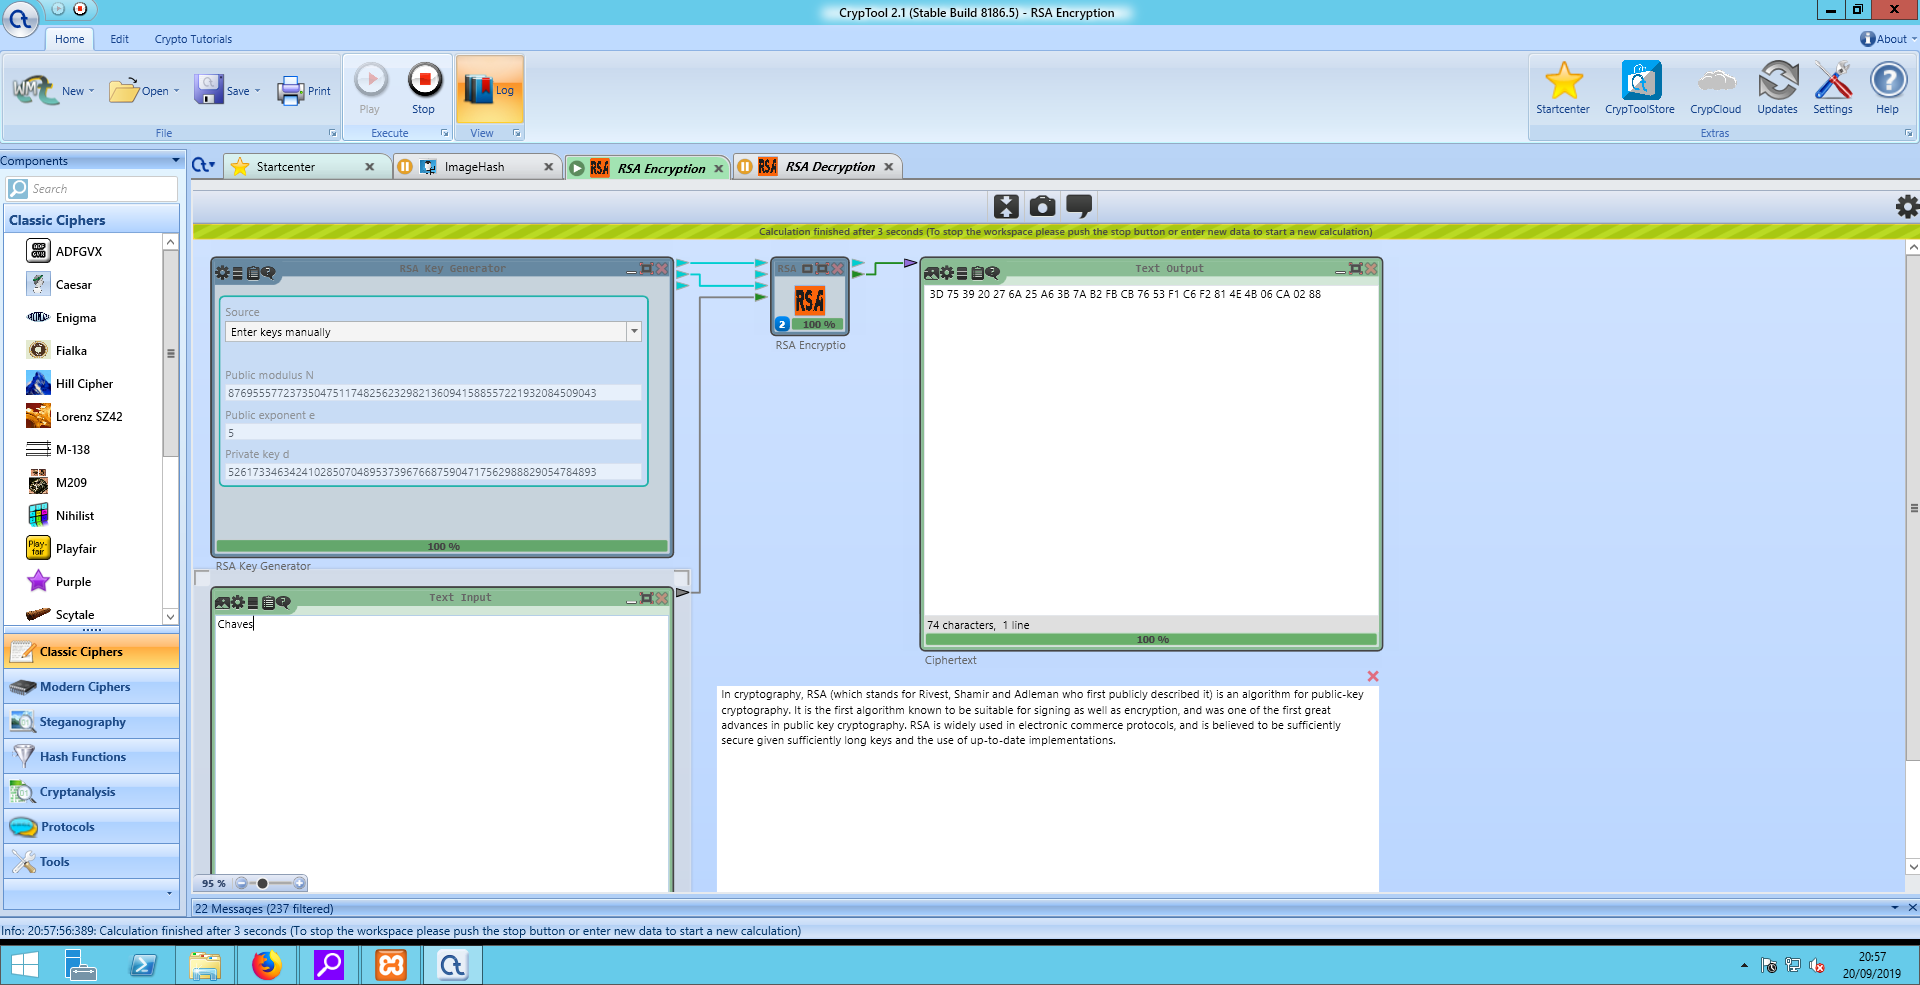 CrypTool 2.1 (Stable Build 8186.5) - RSA Encryption
Home Edit Crypto Tutorials About
New Open Save Print Play Stop Log Startcenter CrypToolStore CrypCloud Updates Settings Help
File Execute View Extras
Components Startcenter ImageHash RSA Encryption RSA Decryption
Search
Classic Ciphers
Calculation finished after 3 seconds (To stop the workspace please push the stop button or enter new data to start a new calculation)
ADFGVX
Caesar
Enigma
Fialka
Hill Cipher
Lorenz SZ42
M-138
M209
Nihilist
Playfair
Purple
Scytale
Classic Ciphers
Modern Ciphers
Steganography
Hash Functions
Cryptanalysis
Protocols
Tools
RSA Key Generator
Source
Enter keys manually
Public modulus N
876955577237350475117482562329821360941588557221932084509043
Public exponent e
5
Private key d
5261733463424102850704895373967668759047175629888290547848​93
100 %
RSA Key Generator
Text Input
Chaves
95 %
RSA
RSA
2 100 %
RSA Encryptio
Text Output
3D 75 39 20 27 6A 25 A6 3B 7A B2 FB CB 76 53 F1 C6 F2 81 4E 4B 06 CA 02 88
74 characters, 1 line
100 %
Ciphertext
In cryptography, RSA (which stands for Rivest, Shamir and Adleman who first publicly described it) is an algorithm for public-key
cryptography. It is the first algorithm known to be suitable for signing as well as encryption, and was one of the first great
advances in public key cryptography. RSA is widely used in electronic commerce protocols, and is believed to be sufficiently
secure given sufficiently long keys and the use of up-to-date implementations.
22 Messages (237 filtered)
Info: 20:57:56:389: Calculation finished after 3 seconds (To stop the workspace please push the stop button or enter new data to start a new calculation)
20:57
20/09/2019